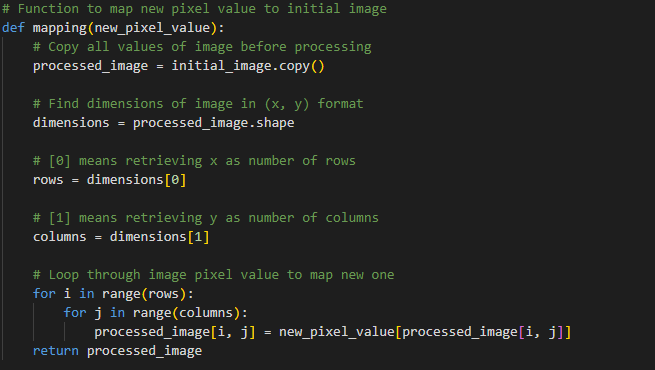 # Function to map new pixel value to initial image
def mapping(new_pixel_value):
    # Copy all values of image before processing
    processed_image = initial_image.copy()

    # Find dimensions of image in (x, y) format
    dimensions = processed_image.shape

    # [0] means retrieving x as number of rows
    rows = dimensions[0]

    # [1] means retrieving y as number of columns
    columns = dimensions[1]

    # Loop through image pixel value to map new one
    for i in range(rows):
        for j in range(columns):
            processed_image[i, j] = new_pixel_value[processed_image[i, j]]
    return processed_image